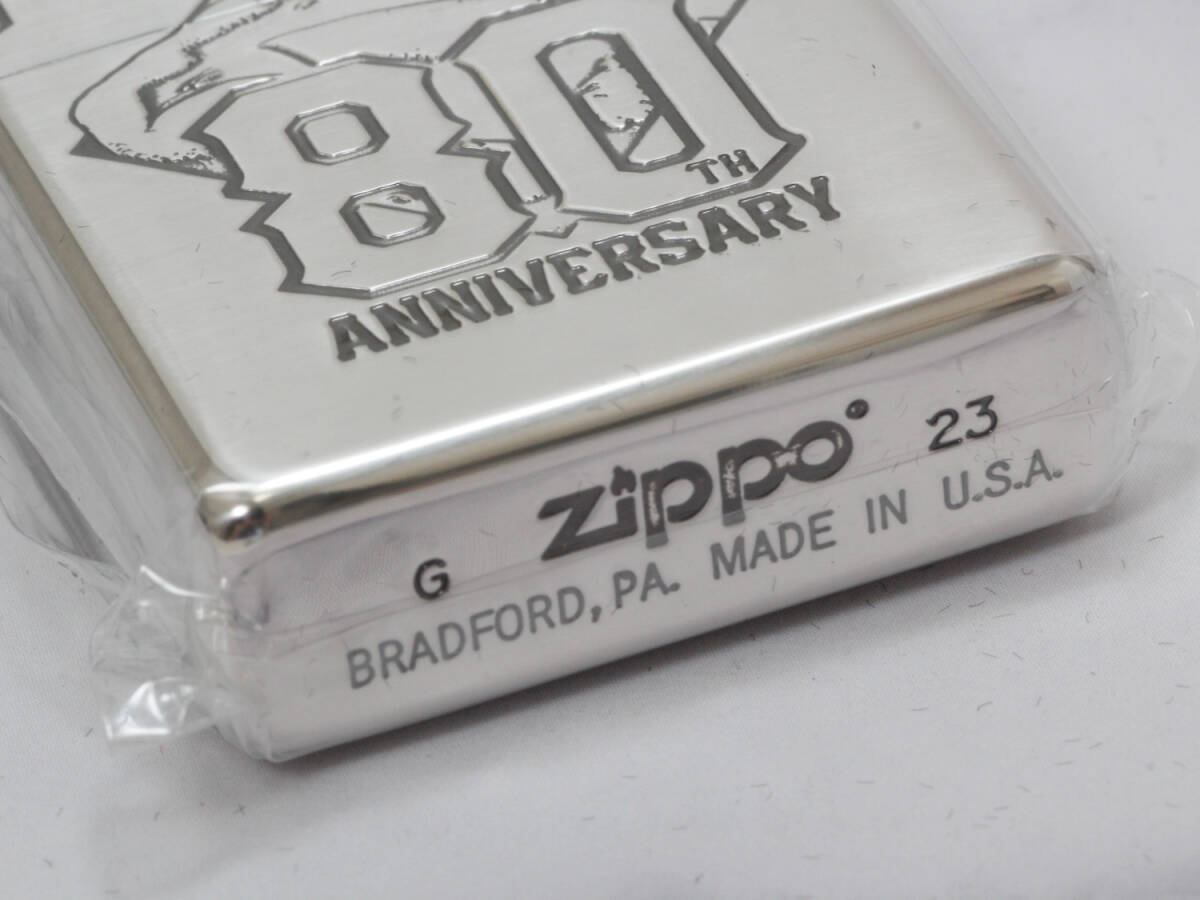 80
TH
ANNIVERSARY
G zippo 23
BRADFORD, PA. MADE IN U.S.A.